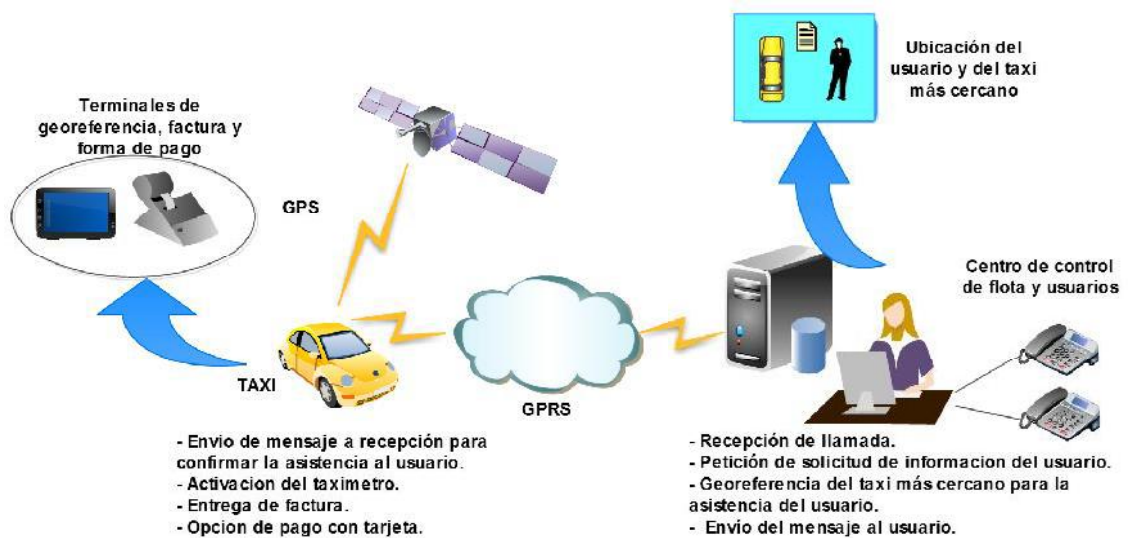 Ubicación del
usuario y del taxi
más cercano
Terminales de
georeferencia, factura y
forma de pago
GPS
Centro de control
de flota y usuarios
TAXI
GPRS
- Envio de mensaje a recepción para
confirmar la asistencia al usuario.
- Activacion del taximetro.
- Entrega de factura.
- Opcion de pago con tarjeta.
- Recepción de llamada.
- Petición de solicitud de informacion del usuario.
- Georeferencia del taxi más cercano para la
asistencia del usuario.
- Envío del mensaje al usuario.